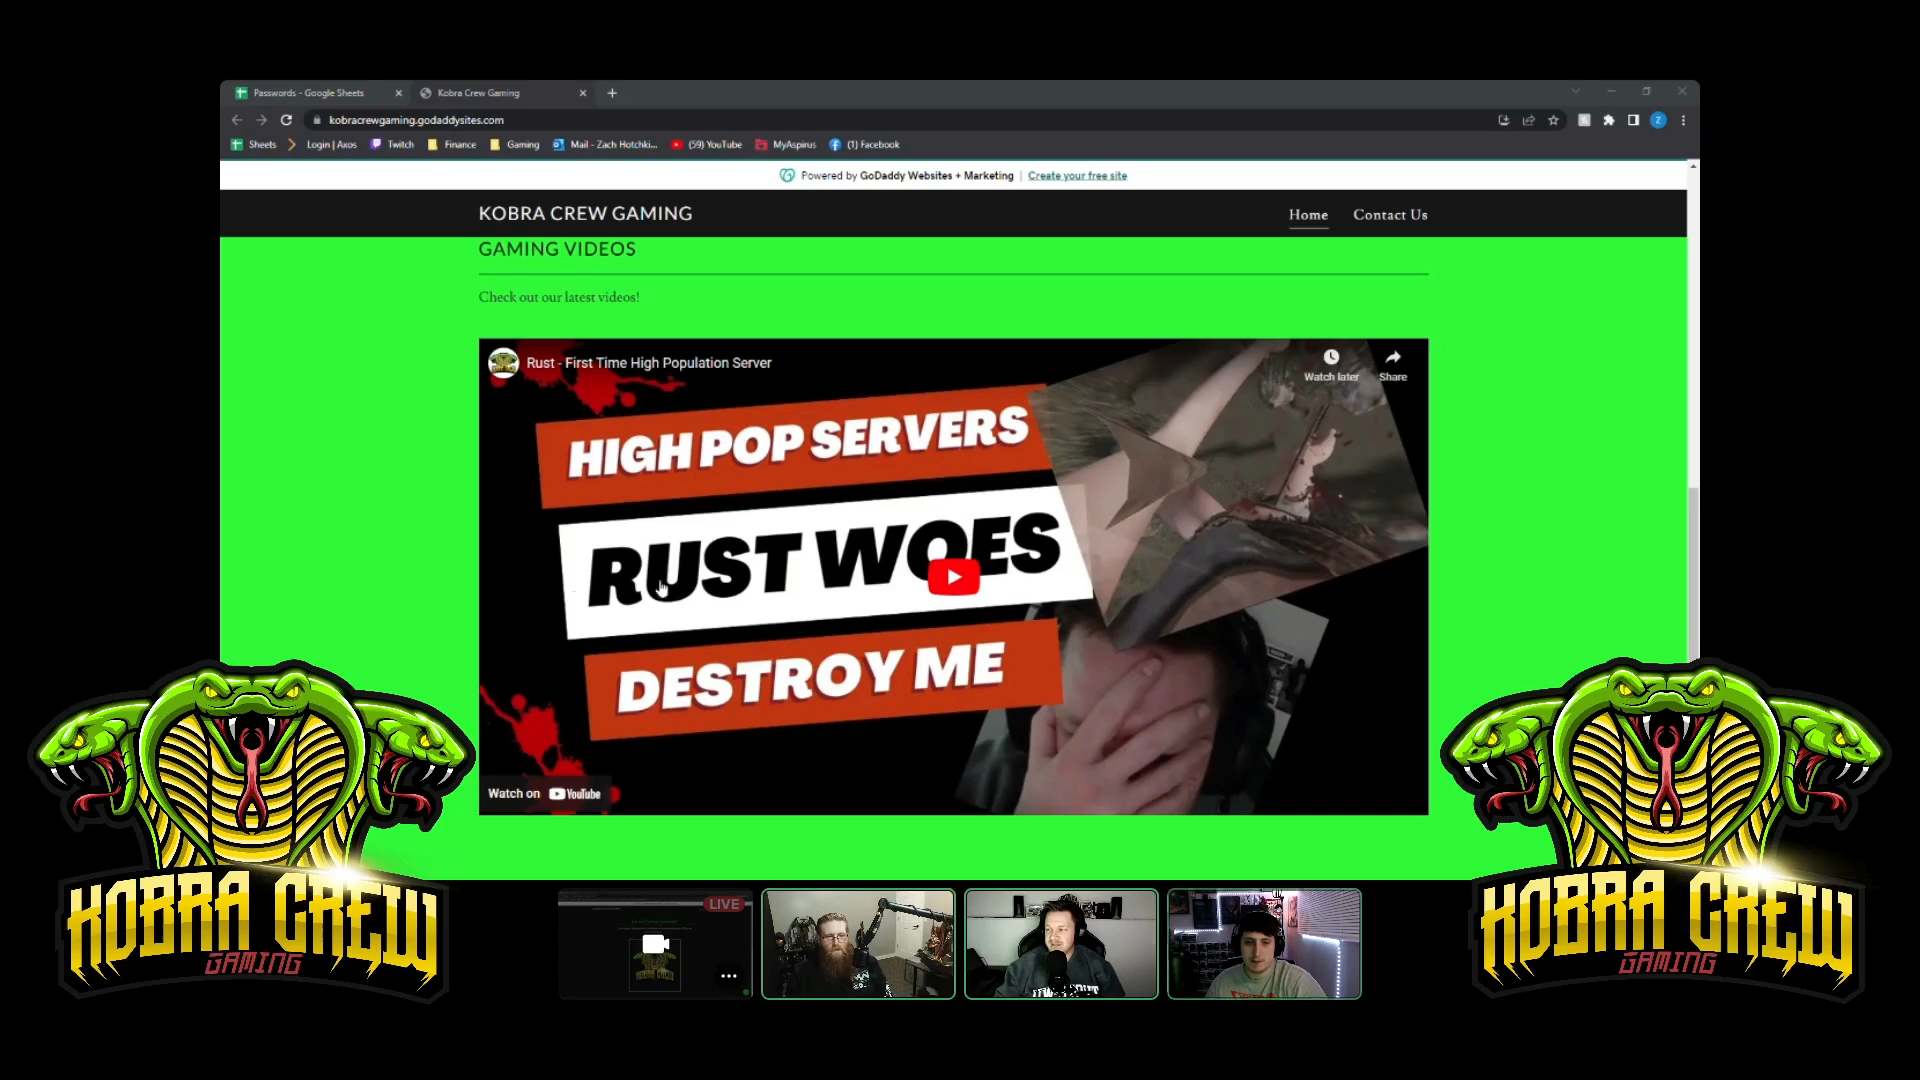 Passwords - Google Sheets
Kobra Crew Gaming
kobracrewgaming.godaddysites.com
Z
Sheets
Login | Axos
Twitch
Finance
Gaming
Mail - Zach Hotchki...
(59) YouTube
MyAspirus
(1) Facebook
Powered by GoDaddy Websites + Marketing | Create your free site
KOBRA CREW GAMING
Home
Contact Us
GAMING VIDEOS
Check out our latest videos!
Rust - First Time High Population Server
Watch later
Share
HIGH POP SERVERS
RUST WOES
DESTROY ME
Watch on YouTube
KOBRA CREW
GAMING
KOBRA CREW
GAMING
LIVE